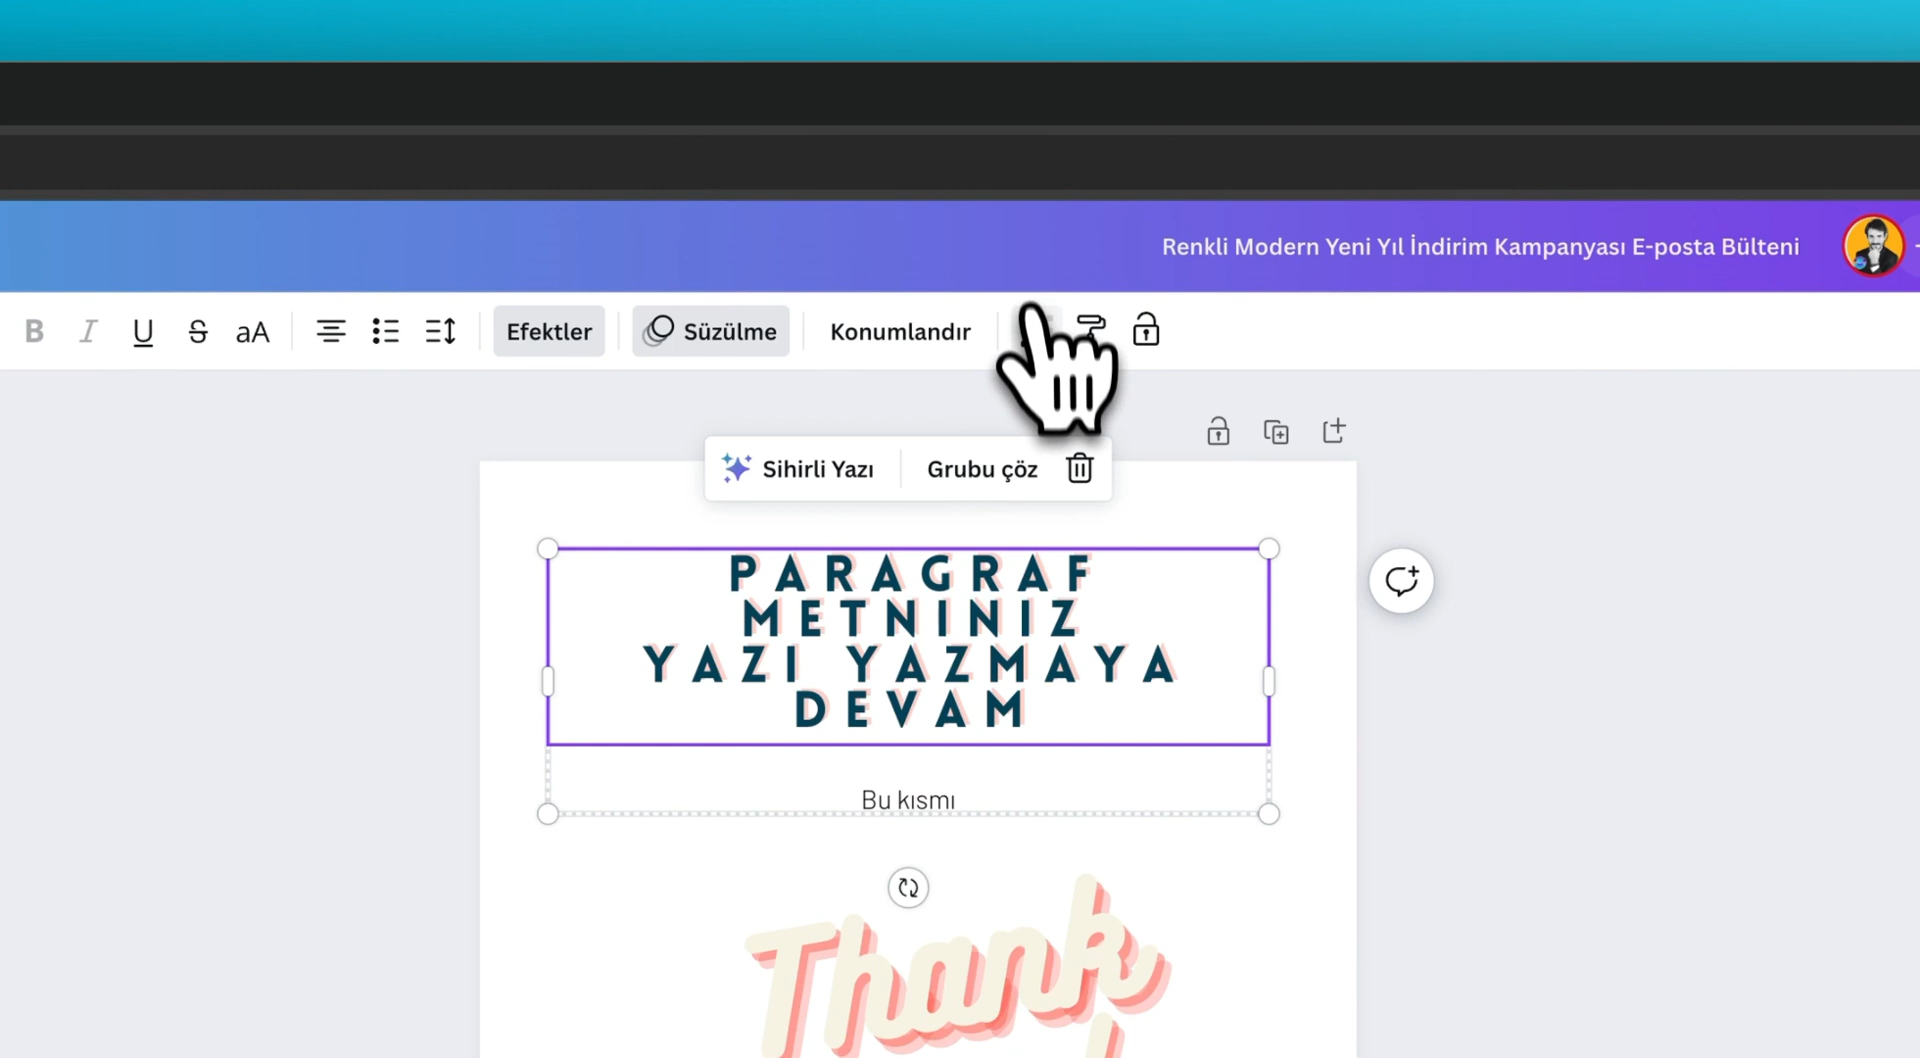 Renkli Modern Yeni Yıl İndirim Kampanyası E-posta Bülteni
B I U S aA Efektler Süzülme Konumlandır
Sihirli Yazı Grubu çöz
PARAGRAF
METNINIZ
YAZI YAZMAYA
DEVAM
Bu kısmı
Thank